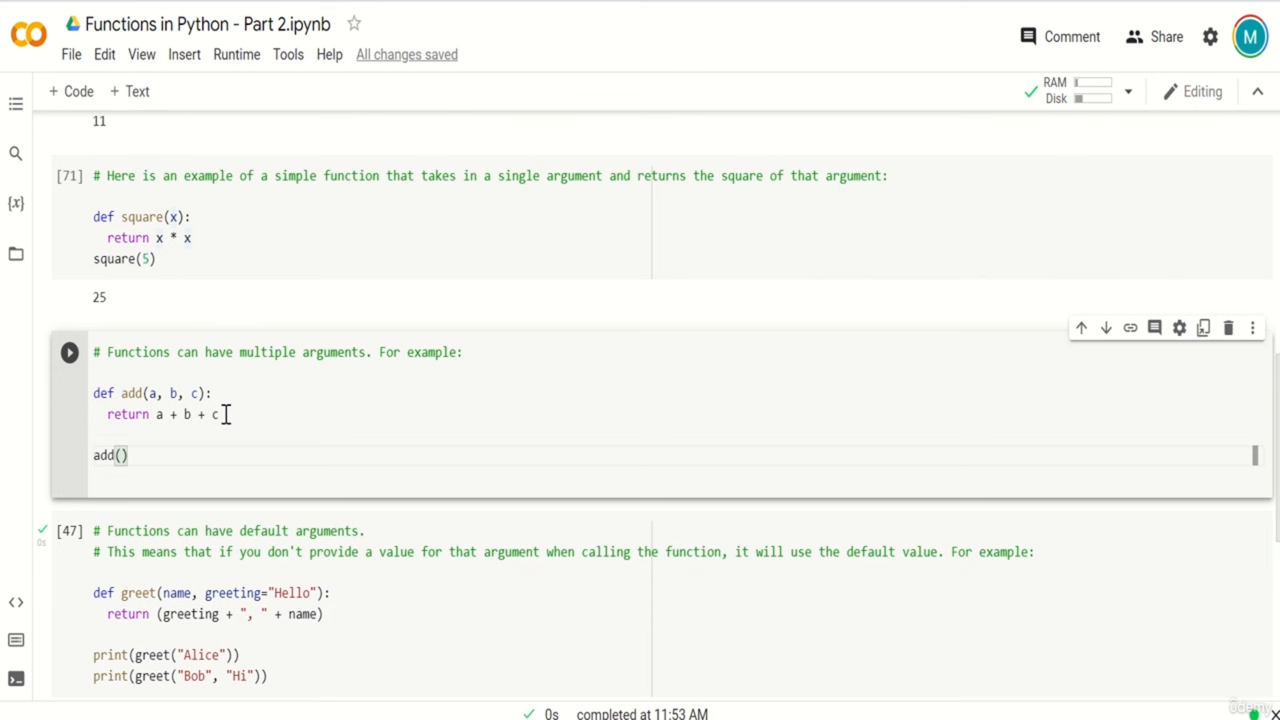 Functions in Python - Part 2.ipynb
Comment
Share
M
File Edit View Insert Runtime Tools Help All changes saved
+ Code + Text
RAM
Disk
Editing
11
[71] # Here is an example of a simple function that takes in a single argument and returns the square of that argument:
def square(x):
return x * x
square(5)
25
# Functions can have multiple arguments. For example:
def add(a, b, c):
return a + b + c
add()
[47] # Functions can have default arguments.
0s
# This means that if you don't provide a value for that argument when calling the function, it will use the default value. For example:
def greet(name, greeting="Hello"):
return (greeting + ", " + name)
print(greet("Alice"))
print(greet("Bob", "Hi"))
0s completed at 11:53 AM
ûdemy